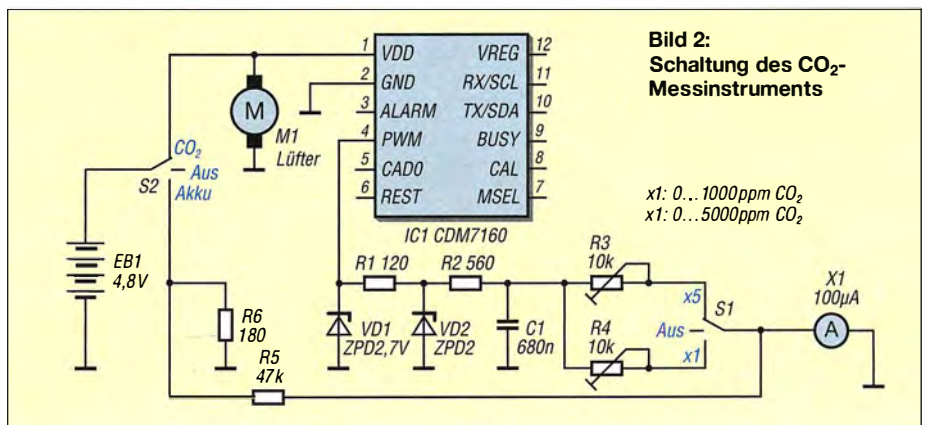 Bild 2:
Schaltung des CO₂-
Messinstruments
1 VDD VREG 12
2 GND RX/SCL 11
3 ALARM TX/SDA 10
4 PWM BUSY 9
5 CAD0 CAL 8
6 REST MSEL 7
IC1 CDM7160
M
M1
Lüfter
CO₂
Aus
Akku
S2
EB1
4,8V
R6
180
R5
47k
R1 120
R2 560
VD1
ZPD2,7V
VD2
ZPD2
C1
680n
x1: 0...1000ppm CO₂
x1: 0...5000ppm CO₂
R3
10k
x5
S1
Aus
R4
10k
x1
X1
100µA
A